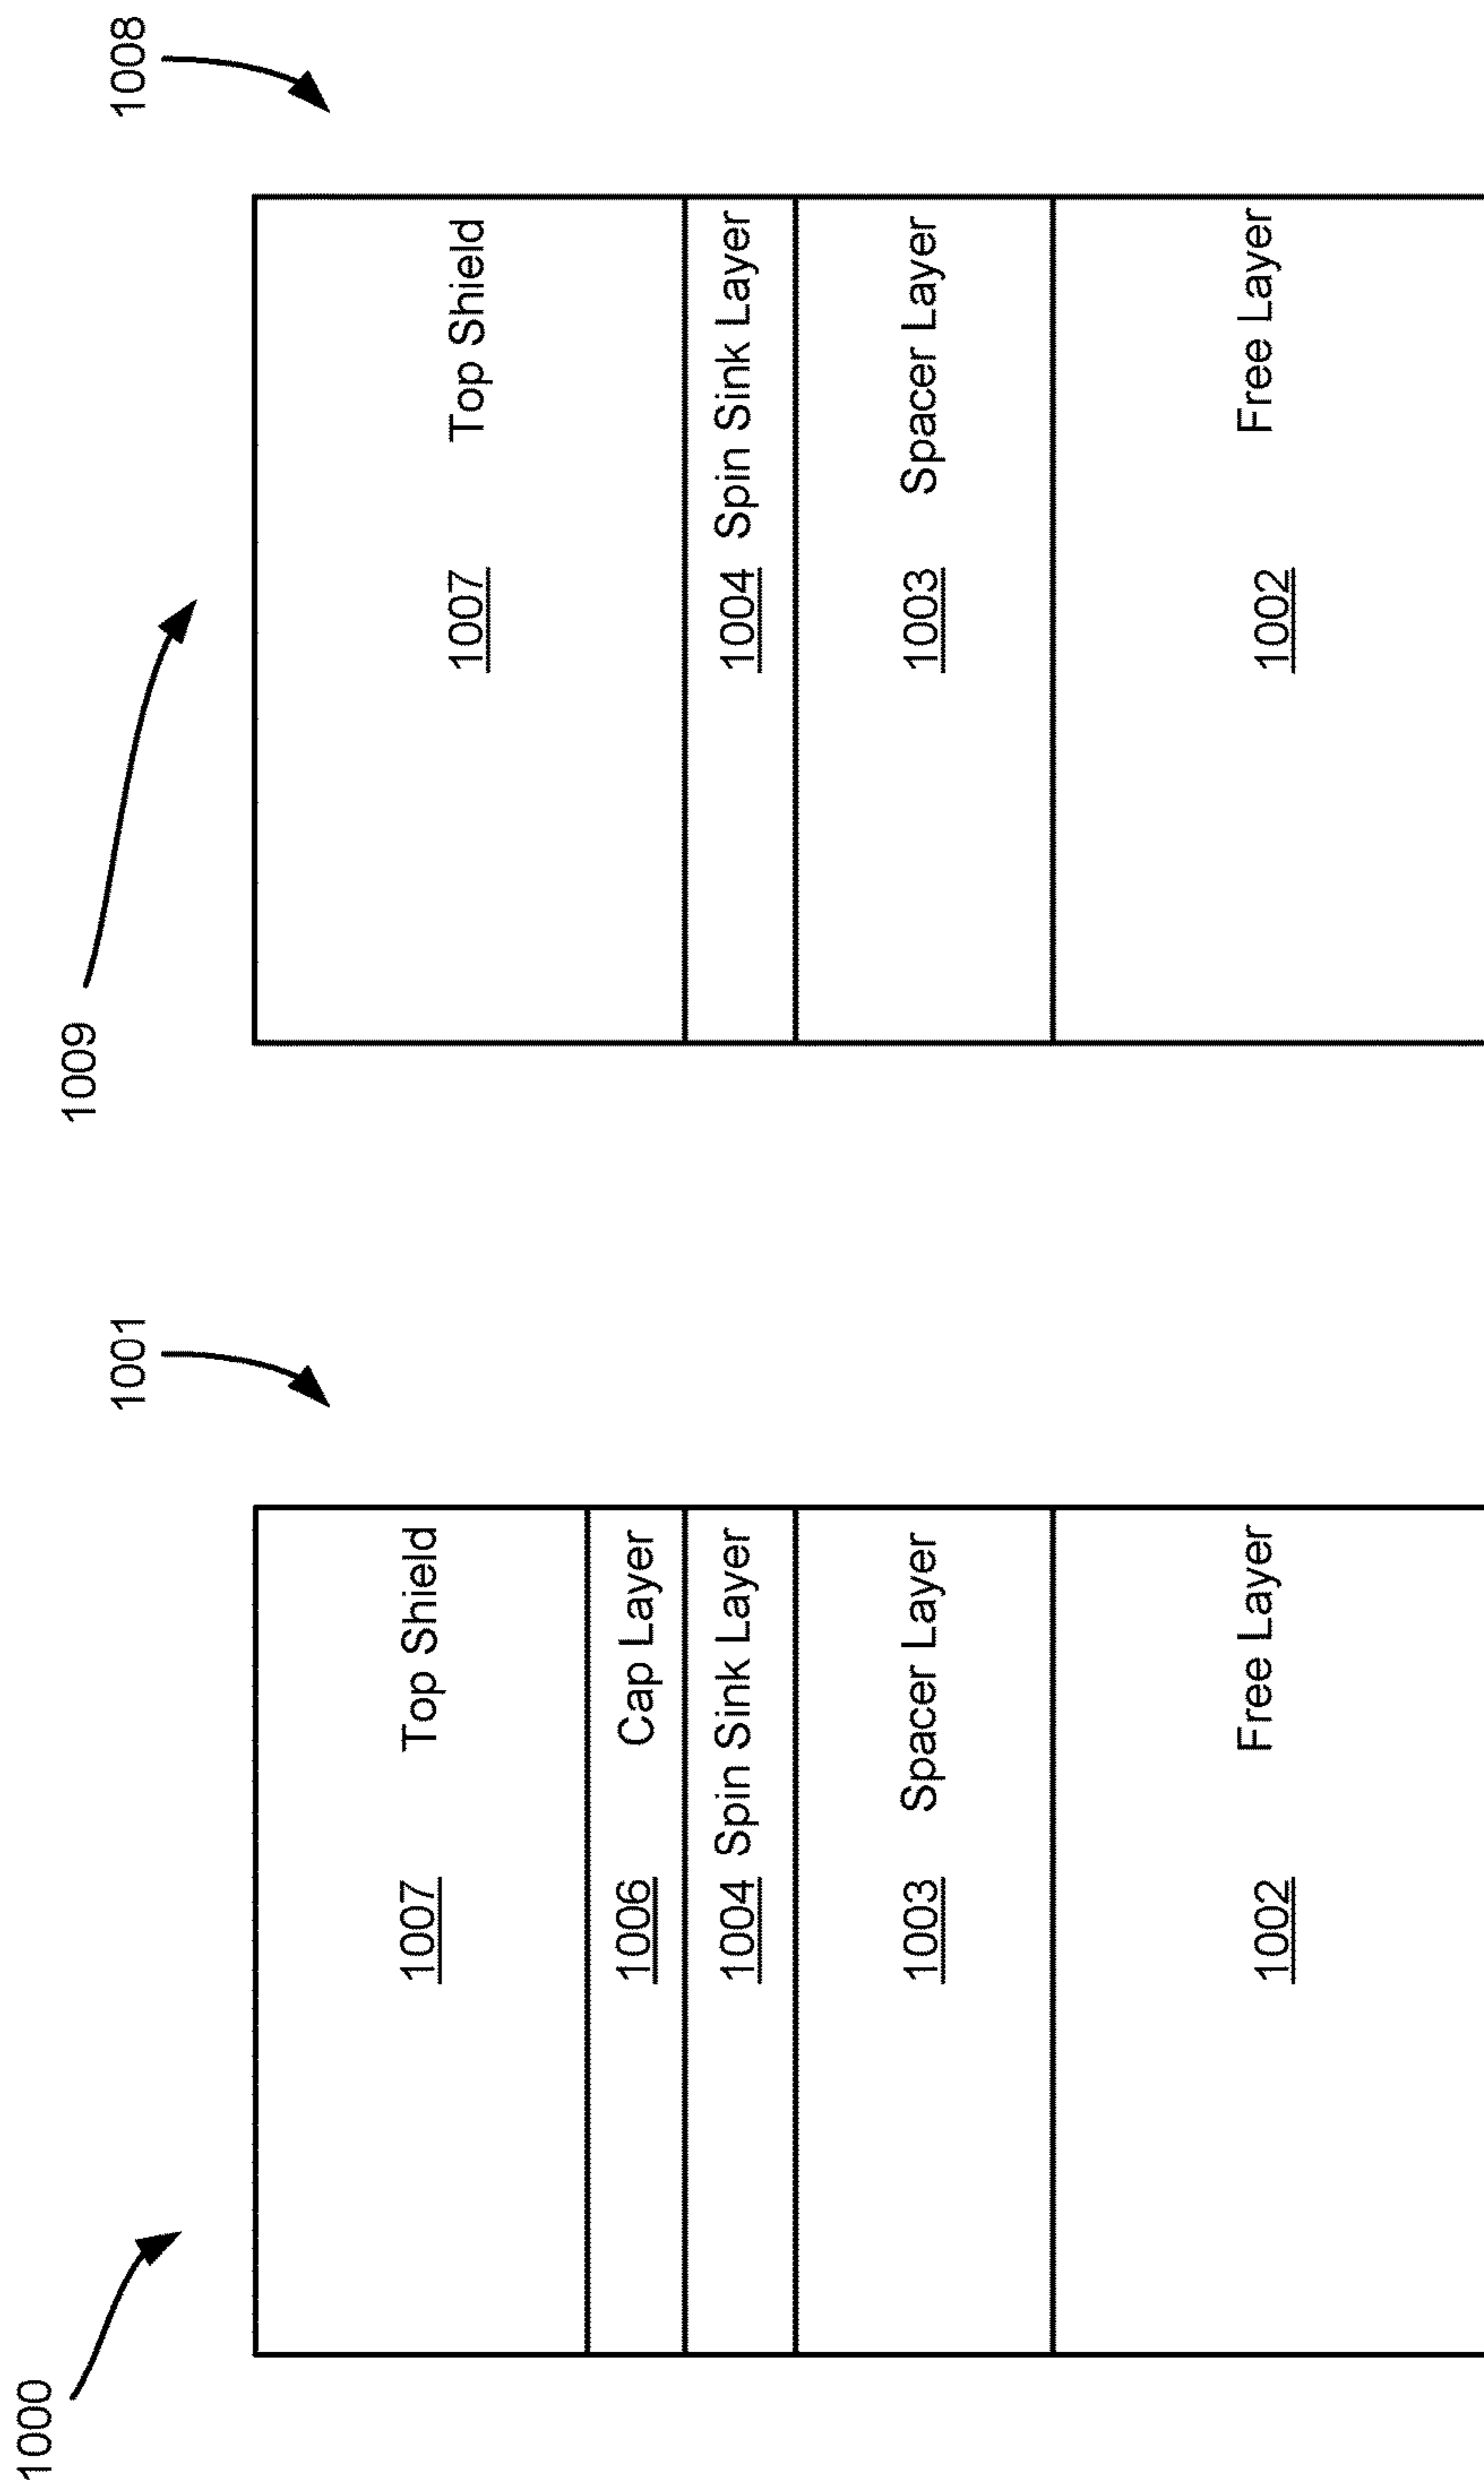 1000
1001
1007 Top Shield
1006 Cap Layer
1004 Spin Sink Layer
1003 Spacer Layer
1002 Free Layer
1009
1008
1007 Top Shield
1004 Spin Sink Layer
1003 Spacer Layer
1002 Free Layer